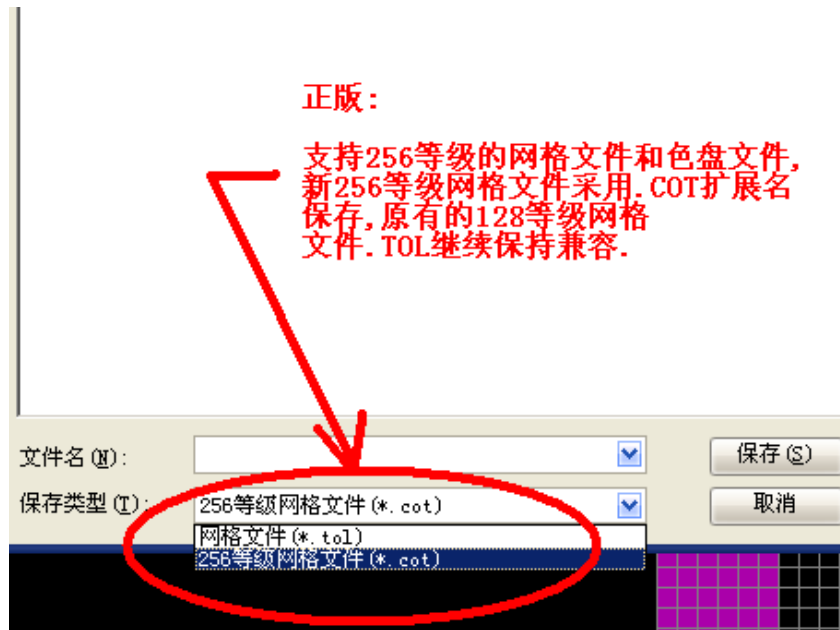 正版:
支持256等级的网格文件和色盘文件,
新256等级网格文件采用.COT扩展名
保存,原有的128等级网格
文件.TOL继续保持兼容.
文件名(N):
保存(S)
保存类型(T):
256等级网格文件(*.cot)
取消
网格文件(*.tol)
256等级网格文件(*.cot)